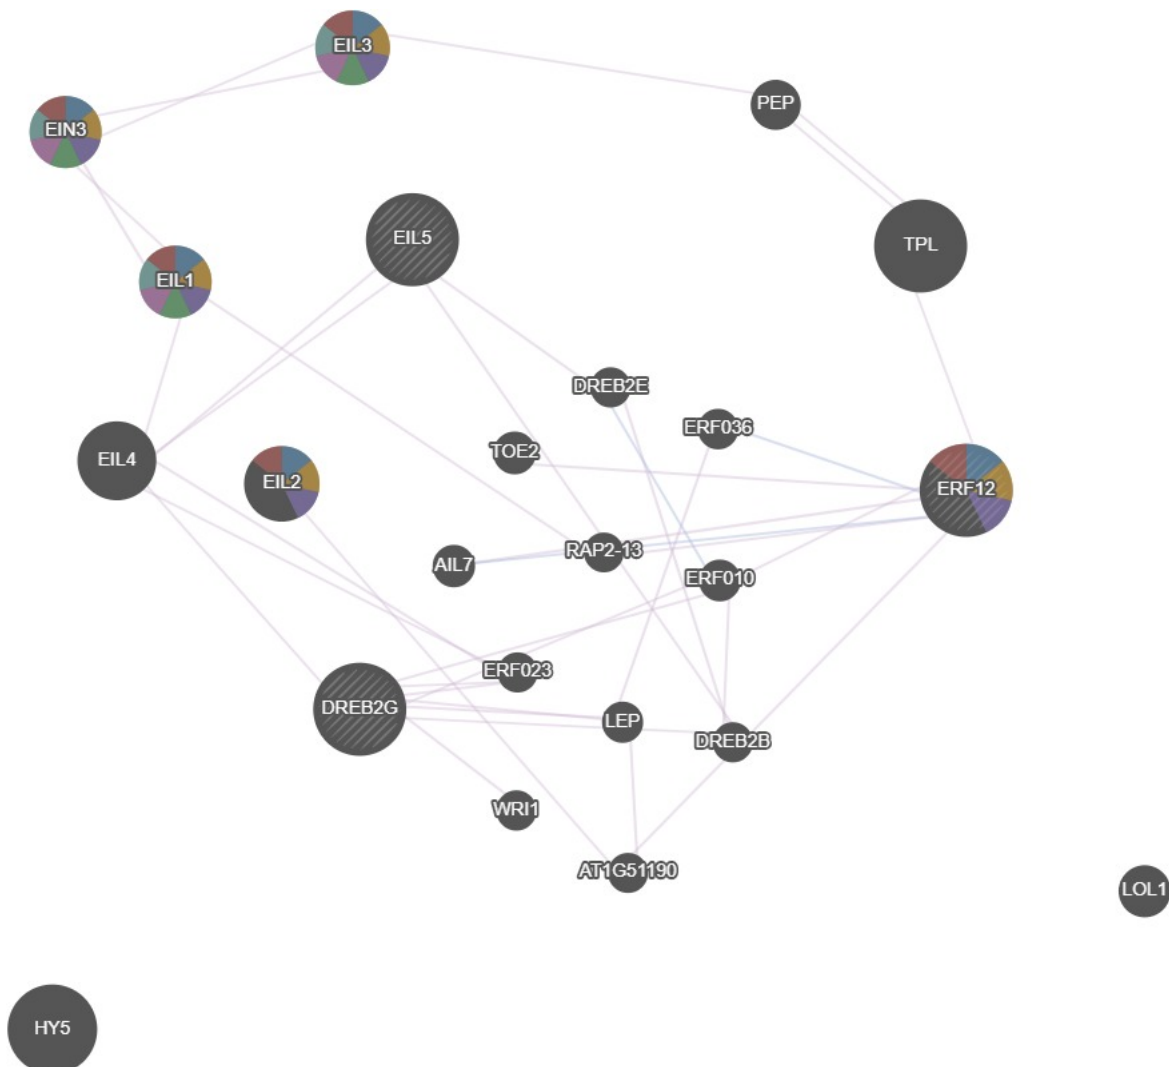 EIL3
PEP
EIN3
EIL5
TPL
EIL1
DREB2E
ERF036
TOE2
EIL4
EIL2
ERF12
RAP2-13
AIL7
ERF010
ERF023
DREB2G
LEP
DREB2B
WRI1
AT1G51190
LOL1
HY5